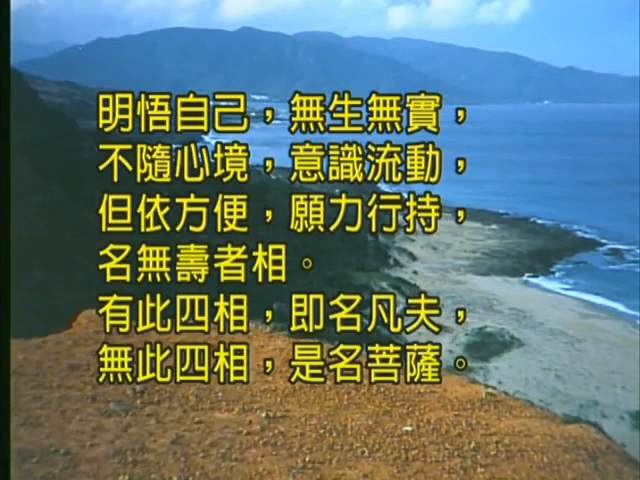 明悟自己，無生無實，
不隨心境，意識流動，
但依方便，願力行持，
名無壽者相。
有此四相，即名凡夫，
無此四相，是名菩薩。